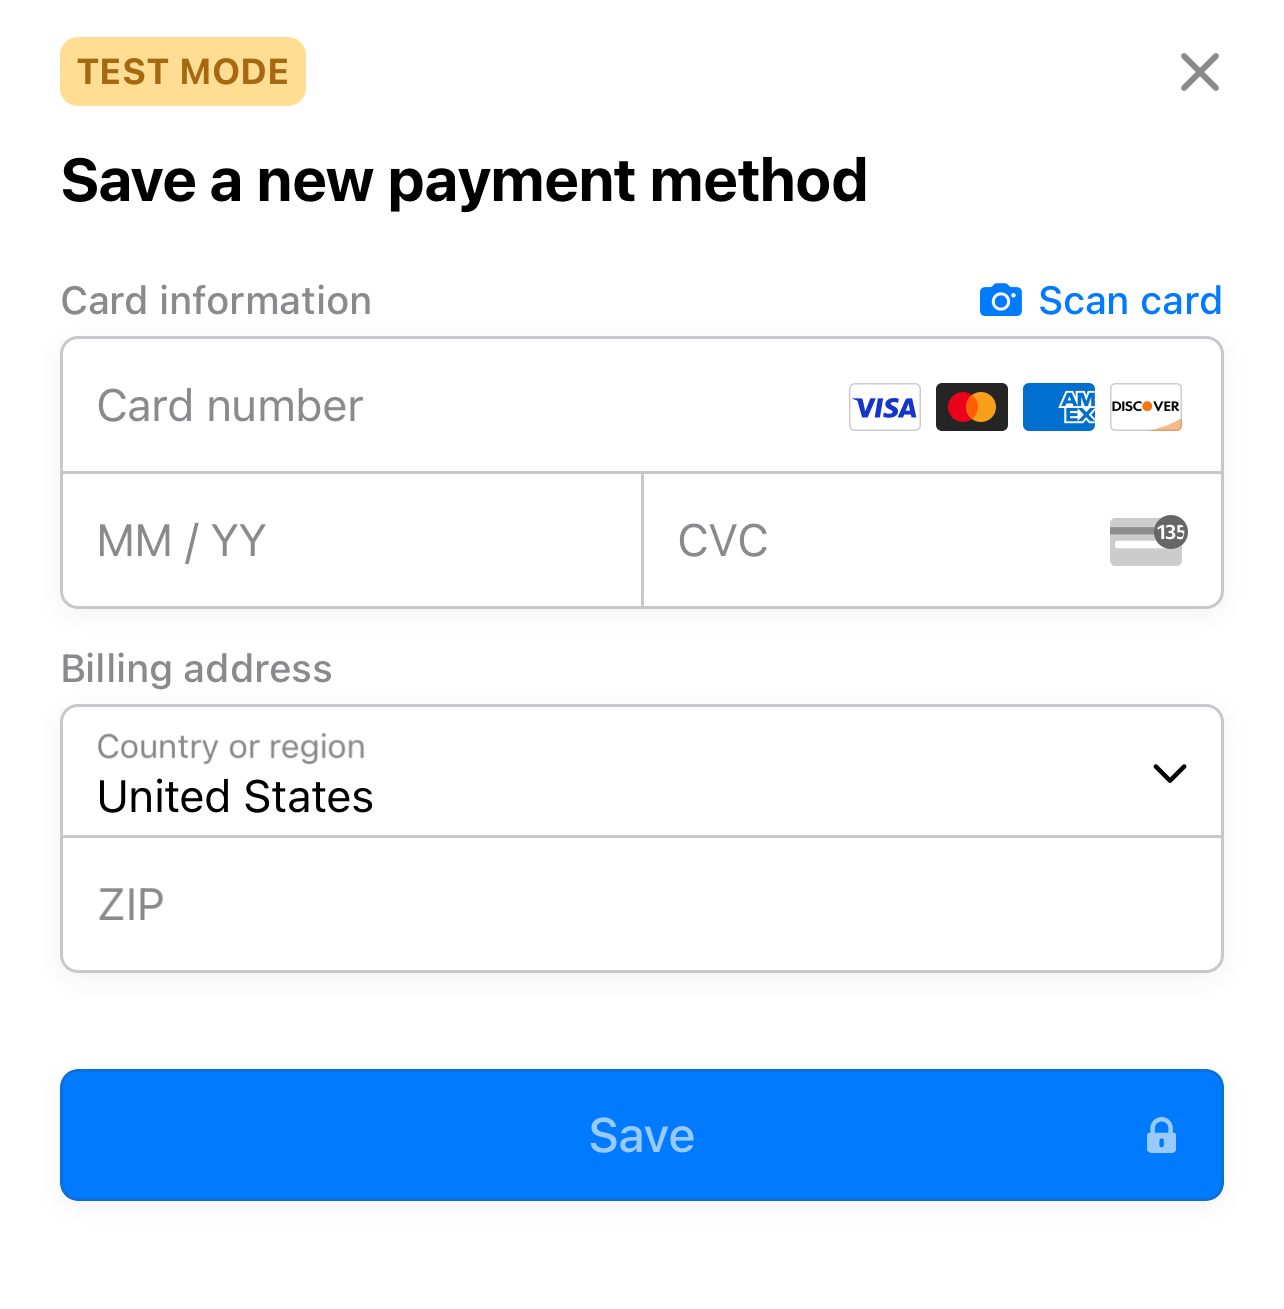 TEST MODE
Save a new payment method
Card information
Scan card
Card number
VISA
AM
EX
DISCOVER
MM / YY
CVC
135
Billing address
Country or region
United States
ZIP
Save